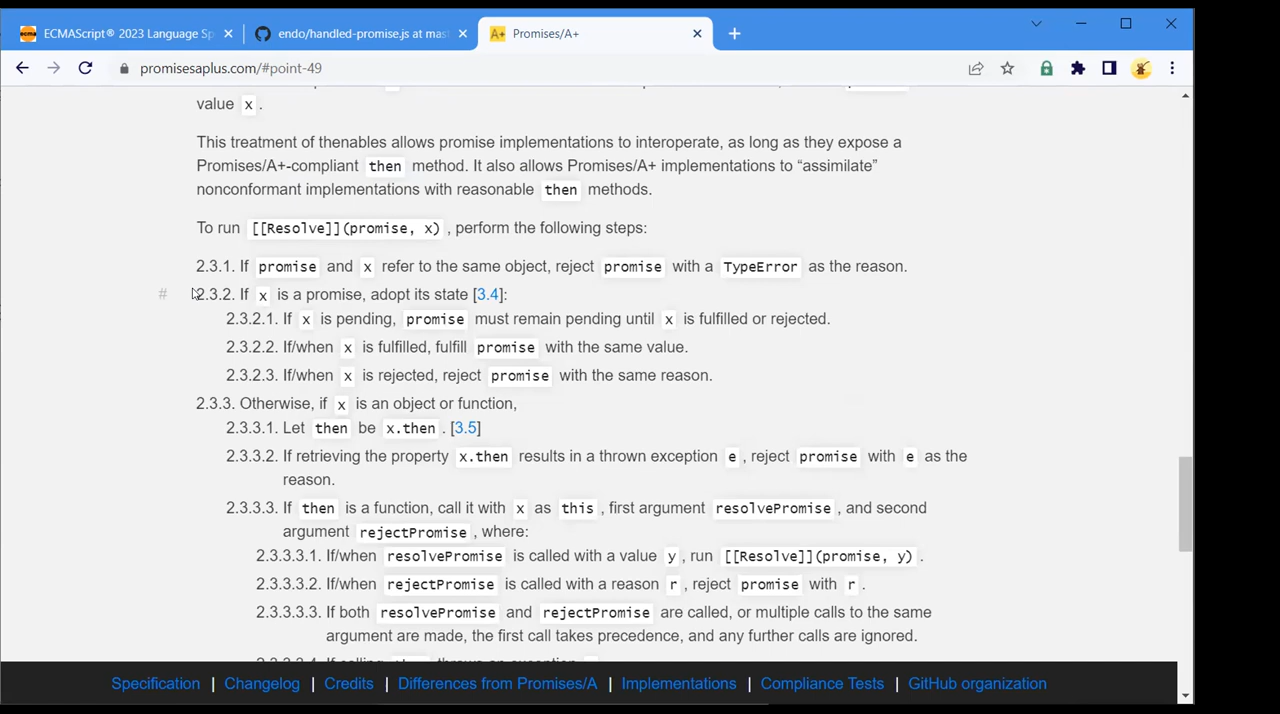 ECMAScript® 2023 Language Sp
endo/handled-promise.js at mas
A+ Promises/A+
promisesaplus.com/#point-49
value x .
This treatment of thenables allows promise implementations to interoperate, as long as they expose a
Promises/A+-compliant then method. It also allows Promises/A+ implementations to “assimilate”
nonconformant implementations with reasonable then methods.
To run [[Resolve]](promise, x) , perform the following steps:
2.3.1. If promise and x refer to the same object, reject promise with a TypeError as the reason.
# 2.3.2. If x is a promise, adopt its state [3.4]:
2.3.2.1. If x is pending, promise must remain pending until x is fulfilled or rejected.
2.3.2.2. If/when x is fulfilled, fulfill promise with the same value.
2.3.2.3. If/when x is rejected, reject promise with the same reason.
2.3.3. Otherwise, if x is an object or function,
2.3.3.1. Let then be x.then . [3.5]
2.3.3.2. If retrieving the property x.then results in a thrown exception e , reject promise with e as the
reason.
2.3.3.3. If then is a function, call it with x as this , first argument resolvePromise , and second
argument rejectPromise , where:
2.3.3.3.1. If/when resolvePromise is called with a value y , run [[Resolve]](promise, y) .
2.3.3.3.2. If/when rejectPromise is called with a reason r , reject promise with r .
2.3.3.3.3. If both resolvePromise and rejectPromise are called, or multiple calls to the same
argument are made, the first call takes precedence, and any further calls are ignored.
Specification | Changelog | Credits | Differences from Promises/A | Implementations | Compliance Tests | GitHub organization